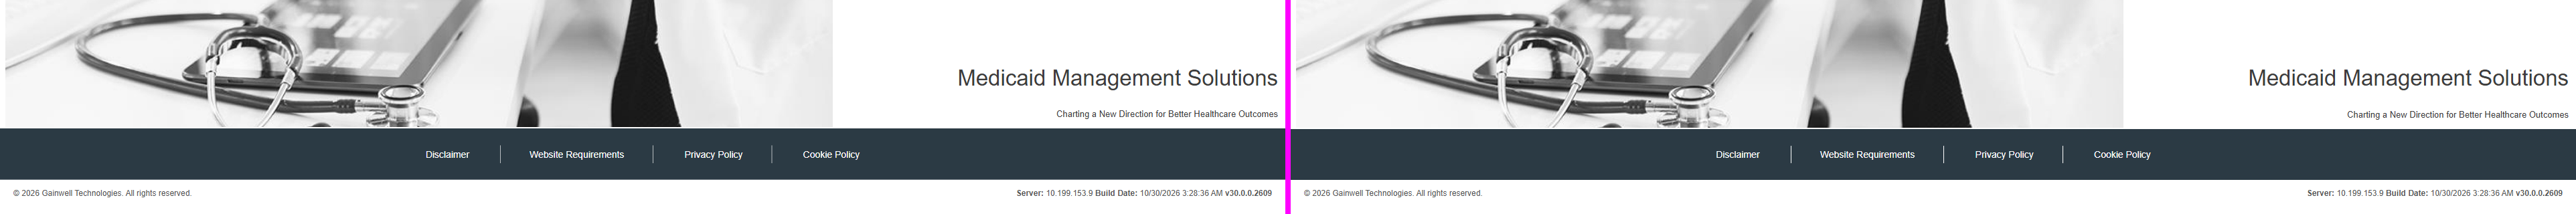 Medicaid Management Solutions
Charting a New Direction for Better Healthcare Outcomes
Disclaimer Website Requirements Privacy Policy Cookie Policy
© 2026 Gainwell Technologies. All rights reserved. Server: 10.199.153.9 Build Date: 10/30/2026 3:28:36 AM v30.0.0.2609
Medicaid Management Solutions
Charting a New Direction for Better Healthcare Outcomes
Disclaimer Website Requirements Privacy Policy Cookie Policy
© 2026 Gainwell Technologies. All rights reserved. Server: 10.199.153.9 Build Date: 10/30/2026 3:28:36 AM v30.0.0.2609